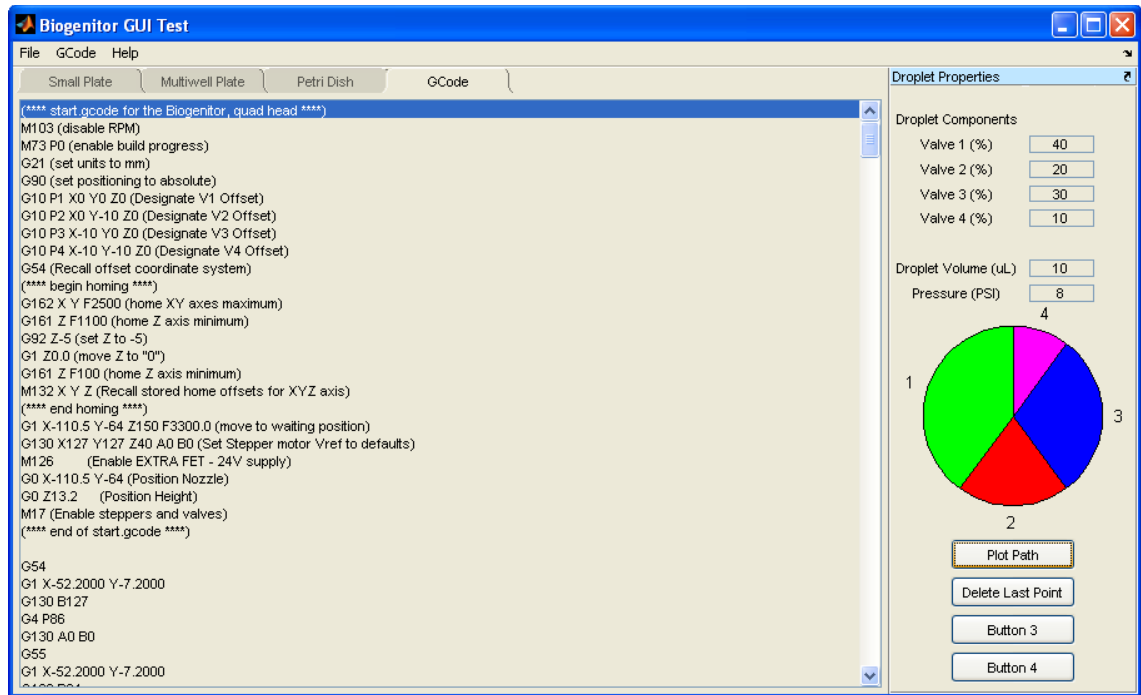 Biogenitor GUI Test
File GCode Help
Small Plate Multiwell Plate Petri Dish GCode
(**** start.gcode for the Biogenitor, quad head ****)
M103 (disable RPM)
M73 P0 (enable build progress)
G21 (set units to mm)
G90 (set positioning to absolute)
G10 P1 X0 Y0 Z0 (Designate V1 Offset)
G10 P2 X0 Y-10 Z0 (Designate V2 Offset)
G10 P3 X-10 Y0 Z0 (Designate V3 Offset)
G10 P4 X-10 Y-10 Z0 (Designate V4 Offset)
G54 (Recall offset coordinate system)
(**** begin homing ****)
G162 X Y F2500 (home XY axes maximum)
G161 Z F1100 (home Z axis minimum)
G92 Z-5 (set Z to -5)
G1 Z0.0 (move Z to "0")
G161 Z F100 (home Z axis minimum)
M132 X Y Z (Recall stored home offsets for XYZ axis)
(**** end homing ****)
G1 X-110.5 Y-64 Z150 F3300.0 (move to waiting position)
G130 X127 Y127 Z40 A0 B0 (Set Stepper motor Vref to defaults)
M126 (Enable EXTRA FET - 24V supply)
G0 X-110.5 Y-64 (Position Nozzle)
G0 Z13.2 (Position Height)
M17 (Enable steppers and valves)
(**** end of start.gcode ****)
G54
G1 X-52.2000 Y-7.2000
G130 B127
G4 P86
G130 A0 B0
G55
G1 X-52.2000 Y-7.2000
Droplet Properties
Droplet Components
Valve 1 (%) 40
Valve 2 (%) 20
Valve 3 (%) 30
Valve 4 (%) 10
Droplet Volume (uL) 10
Pressure (PSI) 8
4
1
3
2
Plot Path
Delete Last Point
Button 3
Button 4